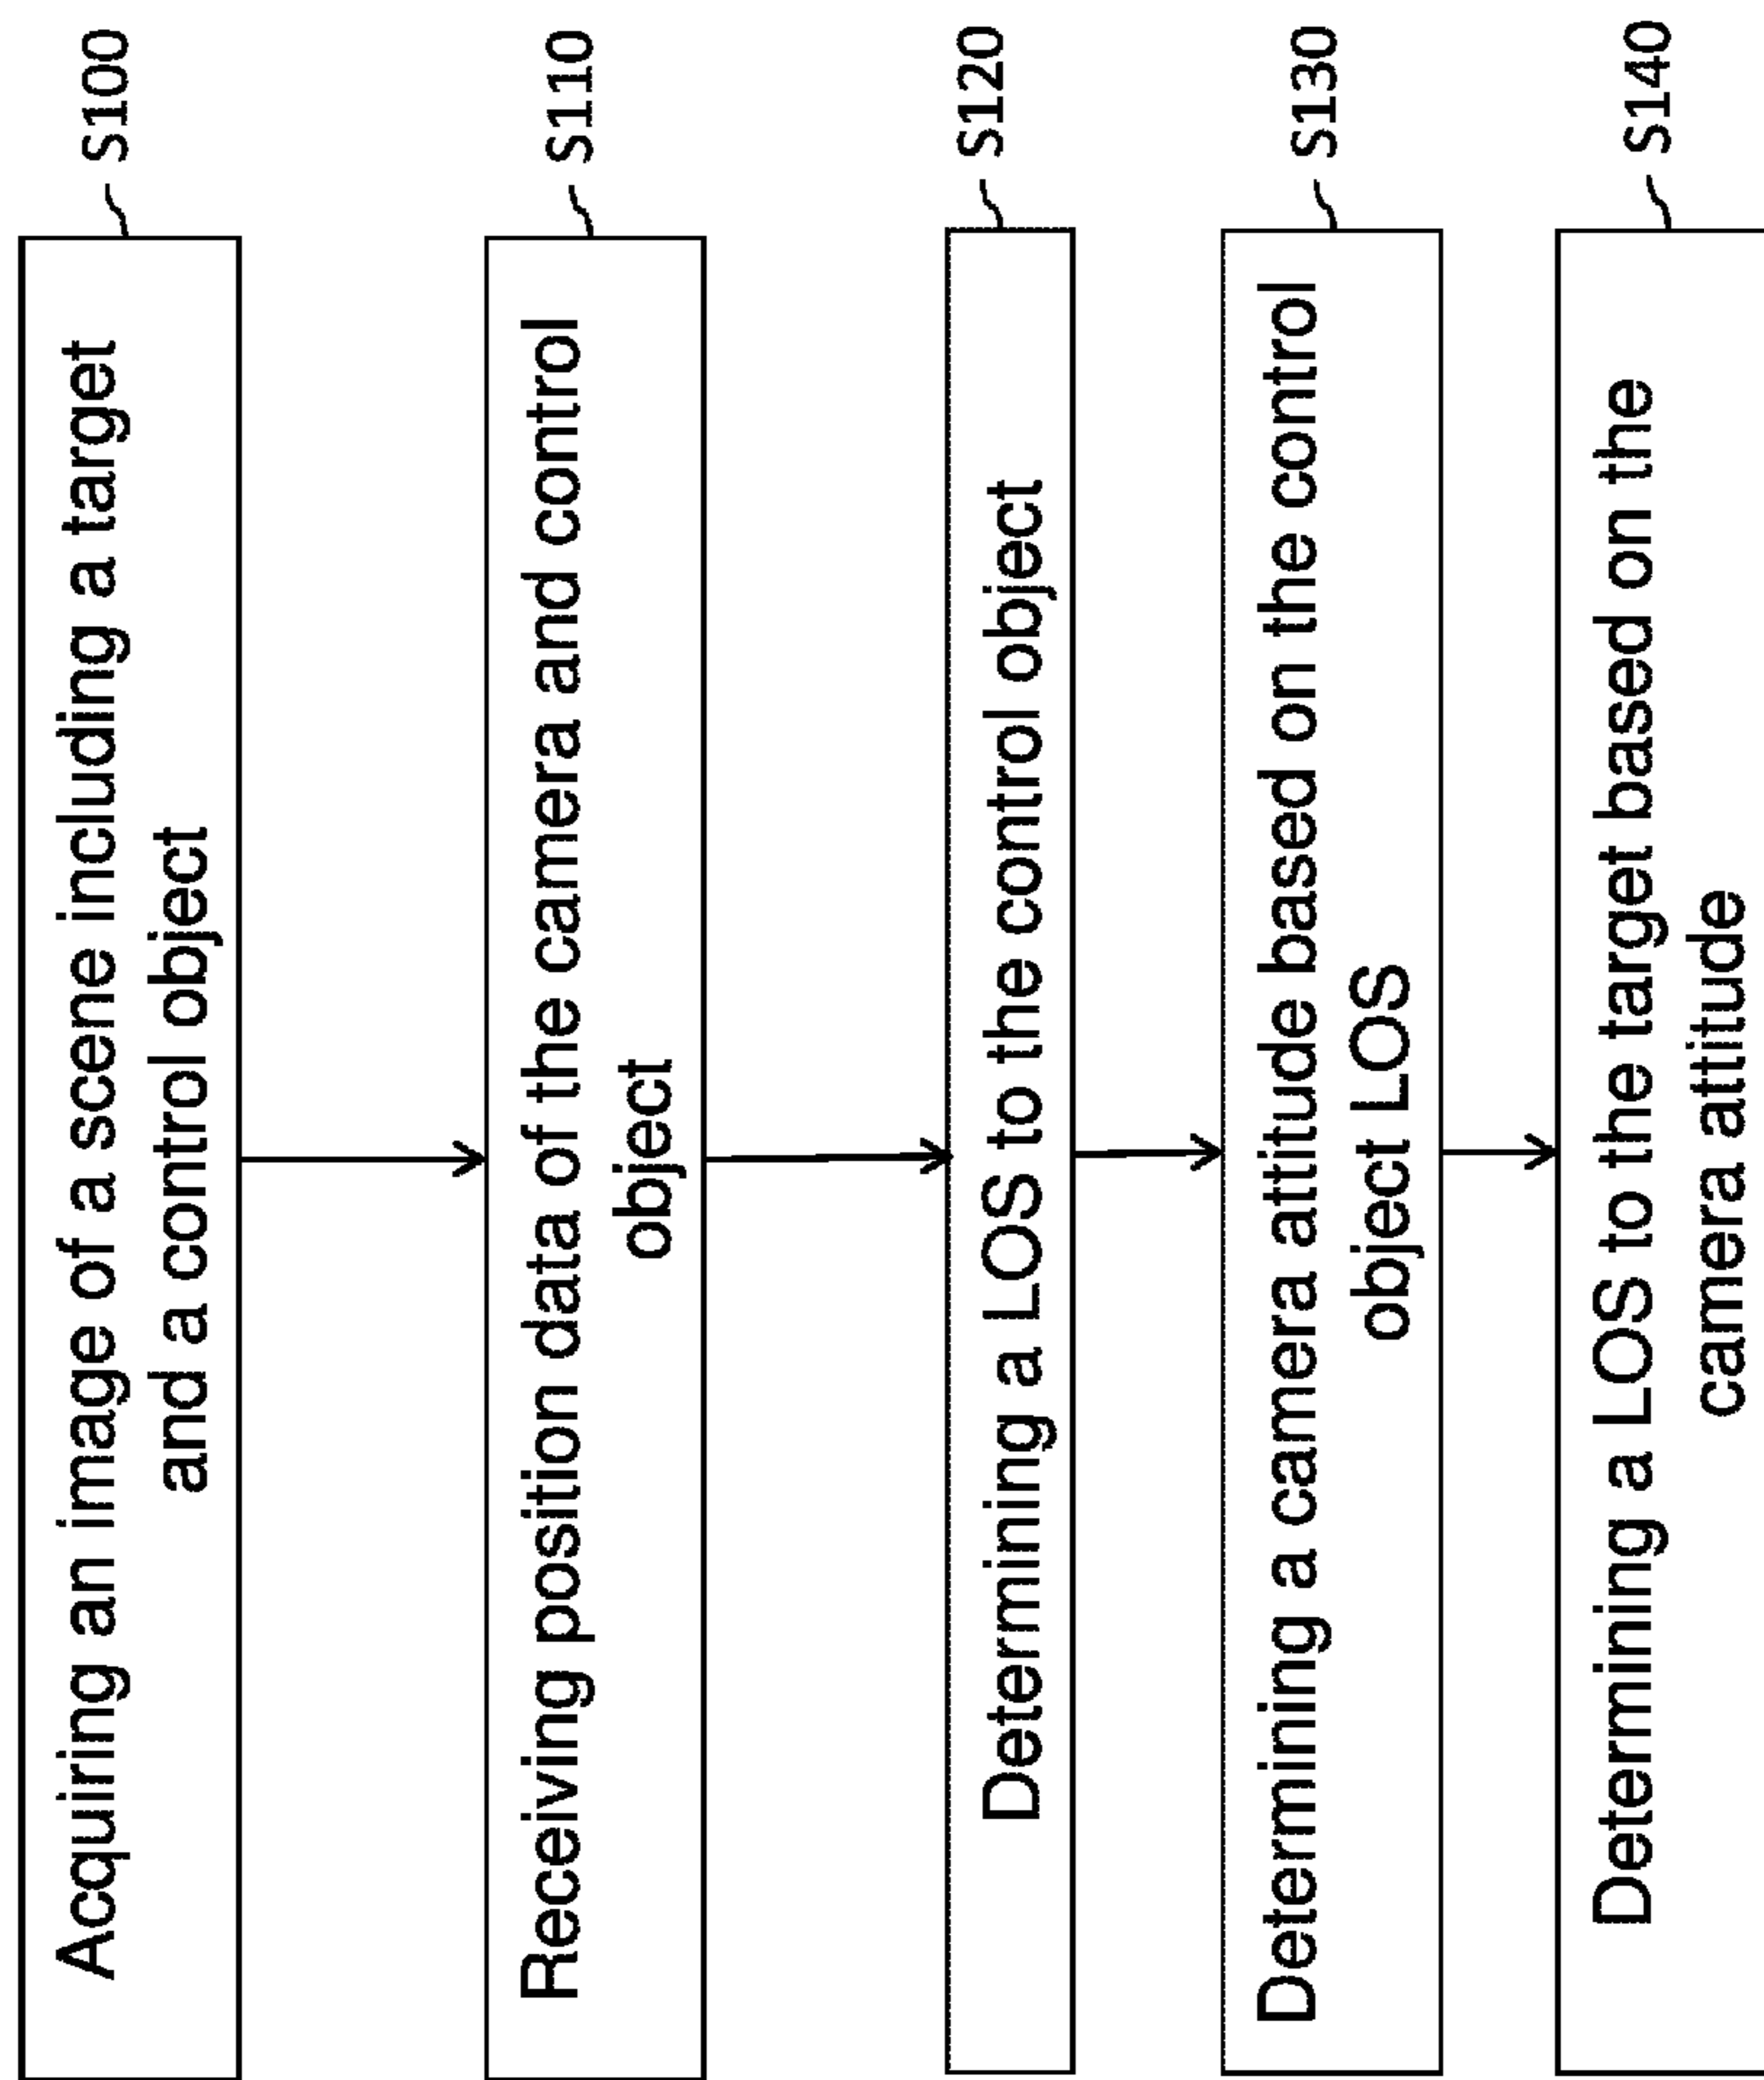 Acquiring an image of a scene including a target
and a control object
S100
Receiving position data of the camera and control
object
S110
Determining a LOS to the control object
S120
Determining a camera attitude based on the control
object LOS
S130
Determining a LOS to the target based on the
camera attitude
S140